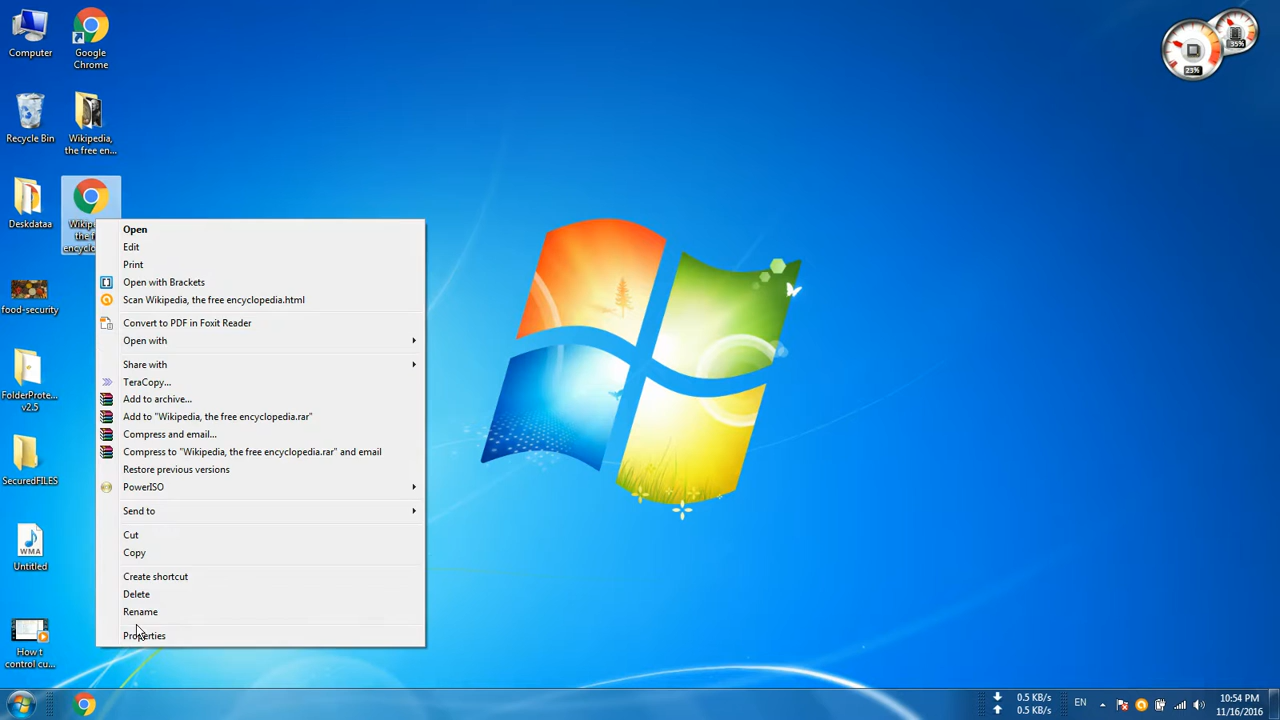 Computer
Google
Chrome
Recycle Bin
Wikipedia,
the free en...
Deskdataa
food-security
FolderProte...
v2.5
SecuredFILES
WMA
Untitled
How t
control cu...
Open
Edit
Print
Open with Brackets
Scan Wikipedia, the free encyclopedia.html
Convert to PDF in Foxit Reader
Open with
Share with
TeraCopy...
Add to archive...
Add to "Wikipedia, the free encyclopedia.rar"
Compress and email...
Compress to "Wikipedia, the free encyclopedia.rar" and email
Restore previous versions
PowerISO
Send to
Cut
Copy
Create shortcut
Delete
Rename
Properties
23%
35%
0.5 KB/s
0.5 KB/s
EN
10:54 PM
11/16/2016